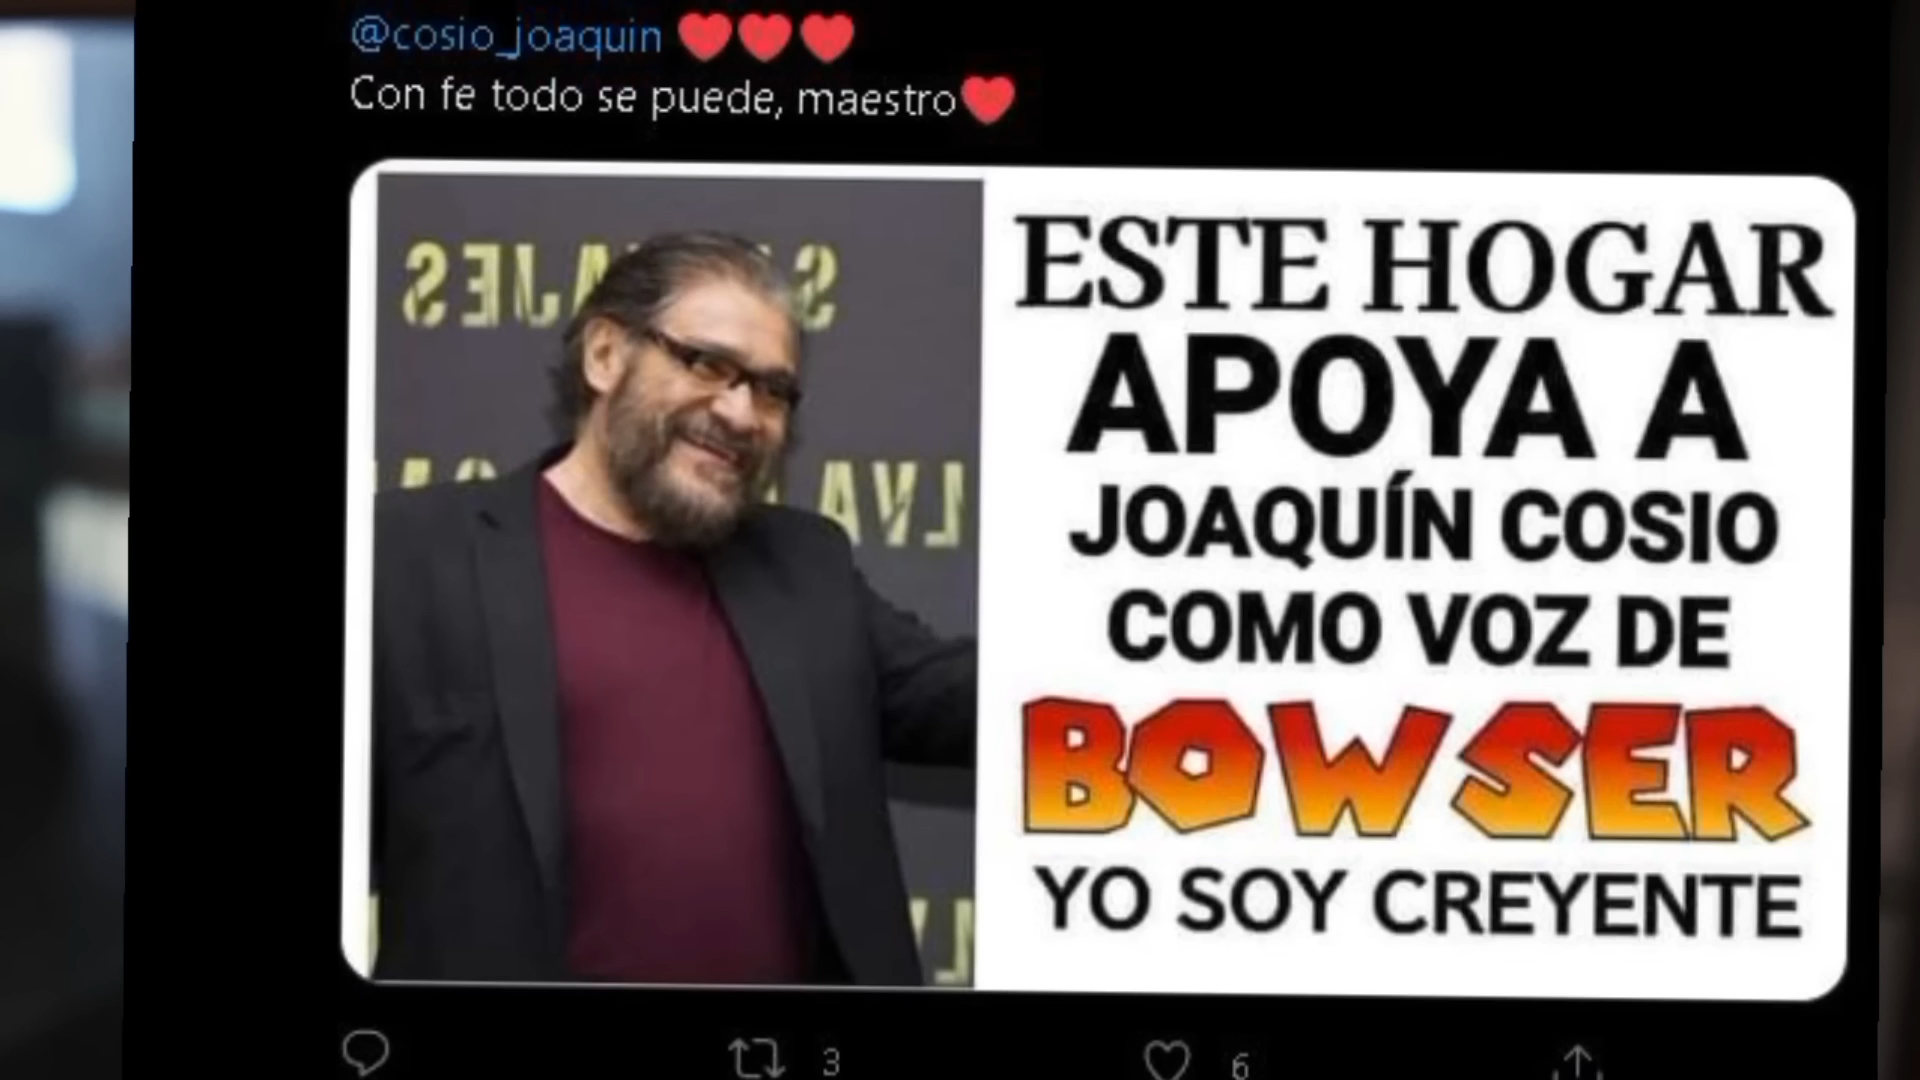 @cosio_joaquin ❤️❤️❤️
Con fe todo se puede, maestro❤️
SALVAJES
ESTE HOGAR
APOYA A
JOAQUÍN COSIO
COMO VOZ DE
BOWSER
YO SOY CREYENTE
3
6